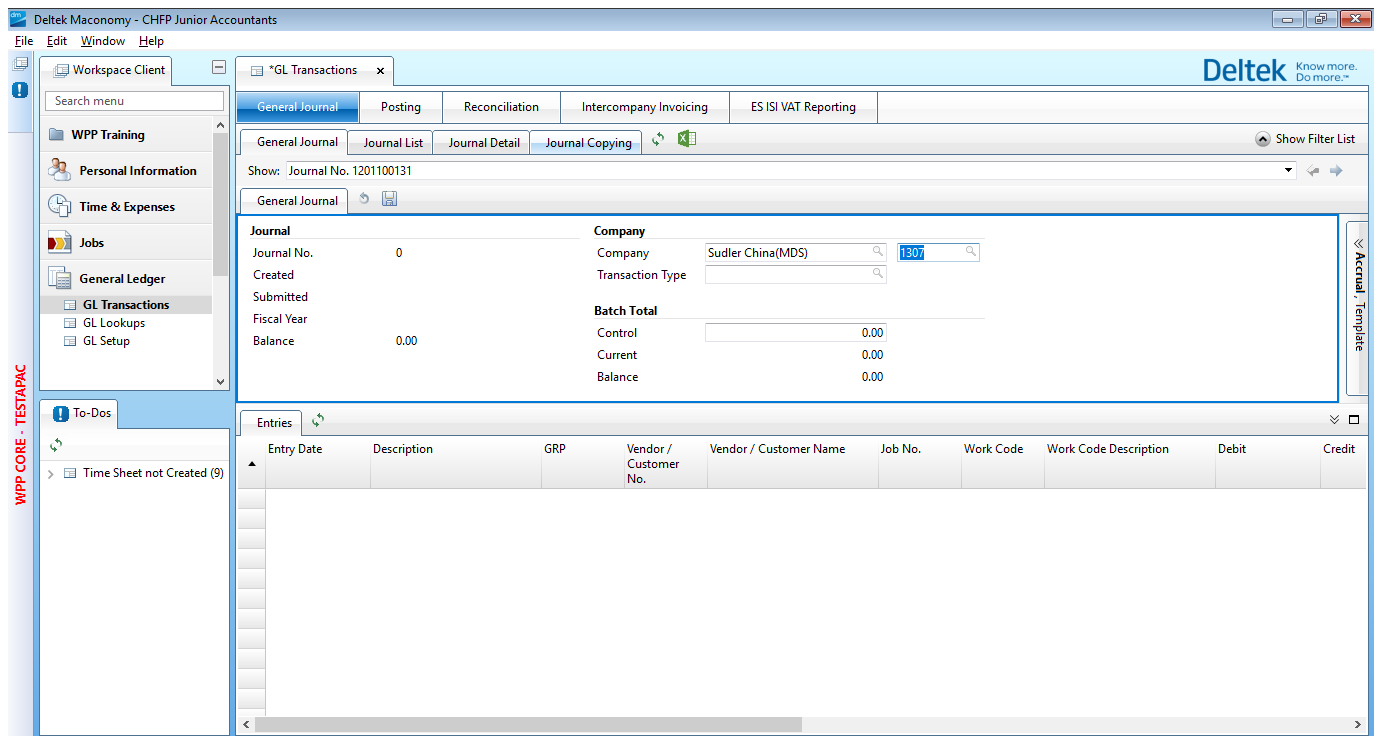 Deltek Maconomy - CHFP Junior Accountants
File Edit Window Help
Workspace Client
*GL Transactions
Deltek Know more. Do more.™
Search menu
General Journal Posting Reconciliation Intercompany Invoicing ES ISI VAT Reporting
WPP Training
General Journal Journal List Journal Detail Journal Copying
Show Filter List
Personal Information
Show: Journal No. 1201100131
Time & Expenses
General Journal
Jobs
General Ledger
GL Transactions
GL Lookups
GL Setup
Journal
Journal No. 0
Created
Submitted
Fiscal Year
Balance 0.00
Company
Company Sudler China(MDS) 1307
Transaction Type
Batch Total
Control 0.00
Current 0.00
Balance 0.00
Accrual , Template
WPP CORE - TESTAPAC
To-Dos
Time Sheet not Created (9)
Entries
Entry Date Description GRP Vendor / Customer No. Vendor / Customer Name Job No. Work Code Work Code Description Debit Credit